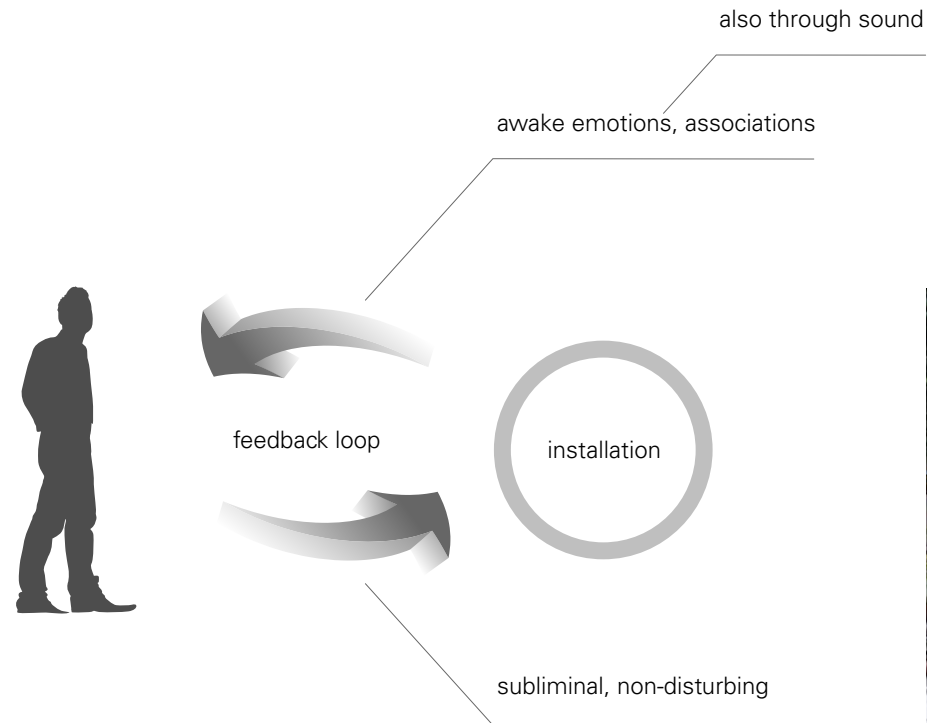 also through sound
awake emotions, associations
feedback loop
installation
subliminal, non-disturbing